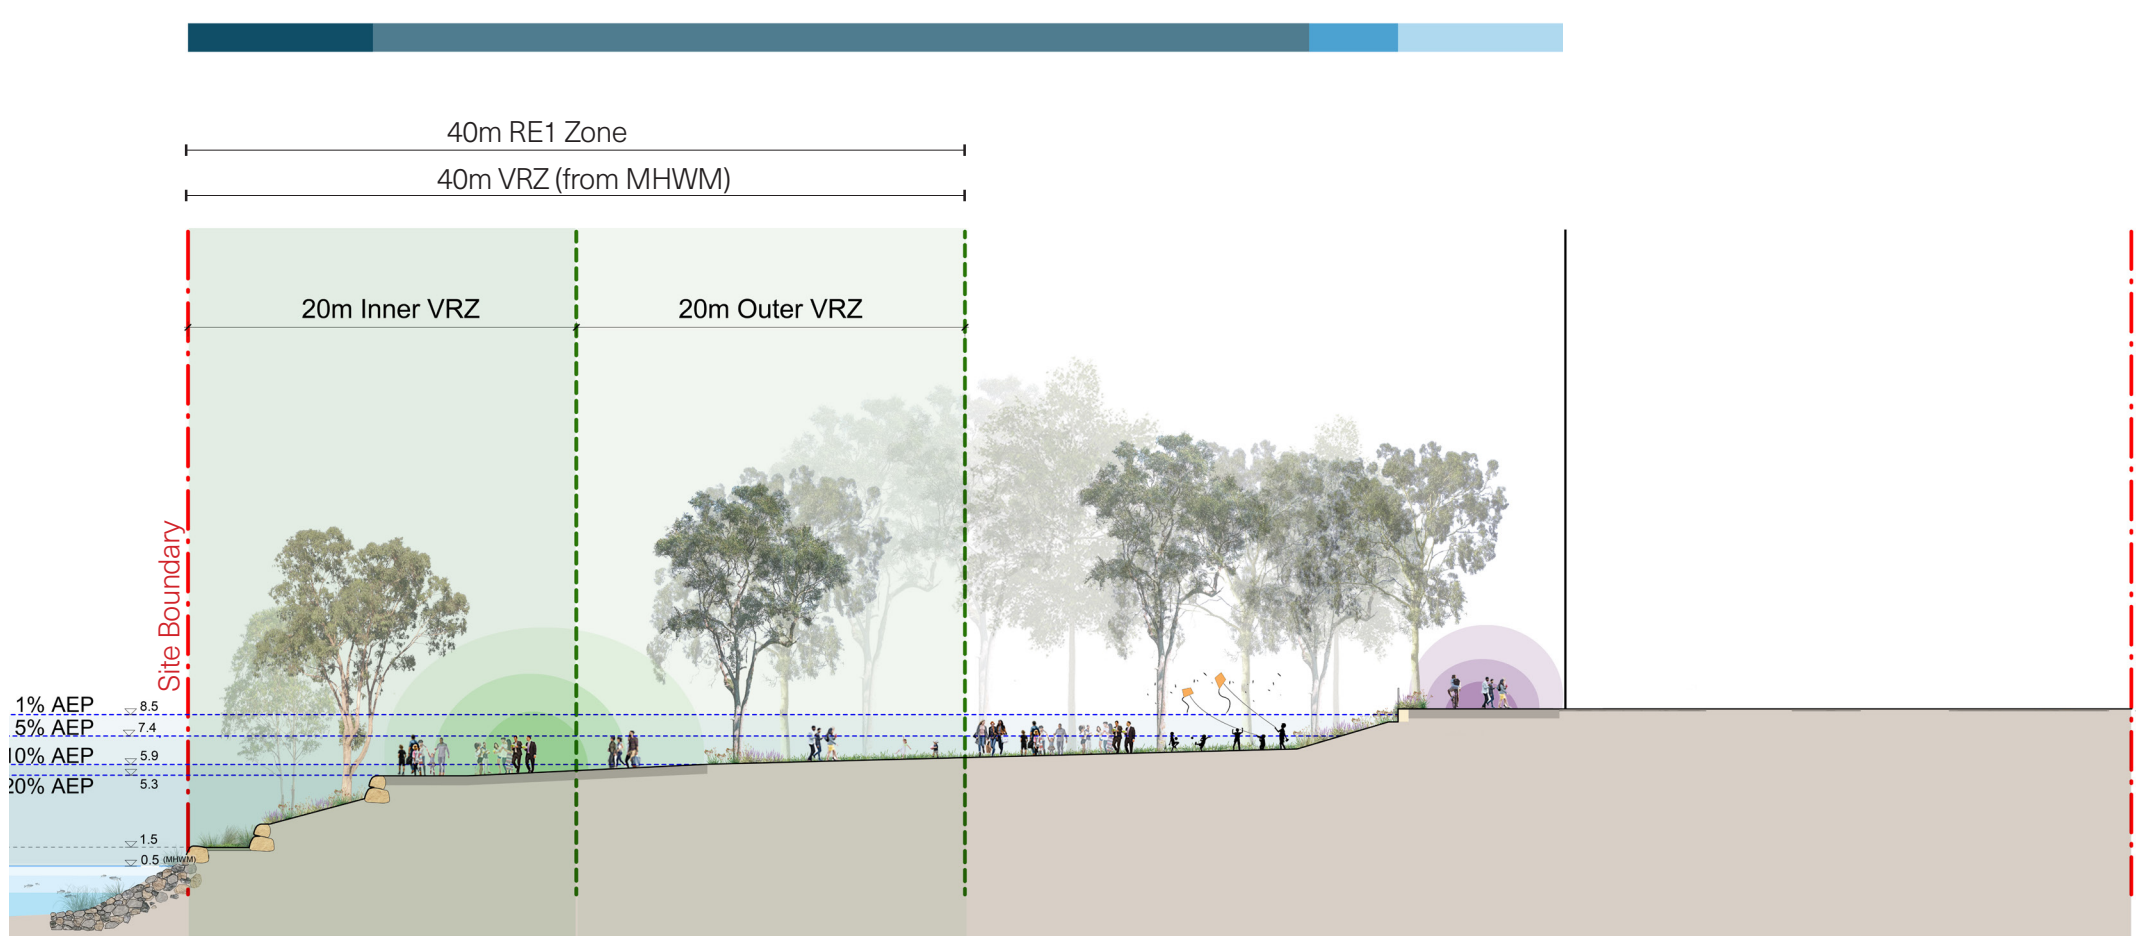 40m RE1 Zone
40m VRZ (from MHWM)
20m Inner VRZ
20m Outer VRZ
Site Boundary
1% AEP 8.5
5% AEP 7.4
10% AEP 5.9
20% AEP 5.3
1.5
0.5 (MHWM)